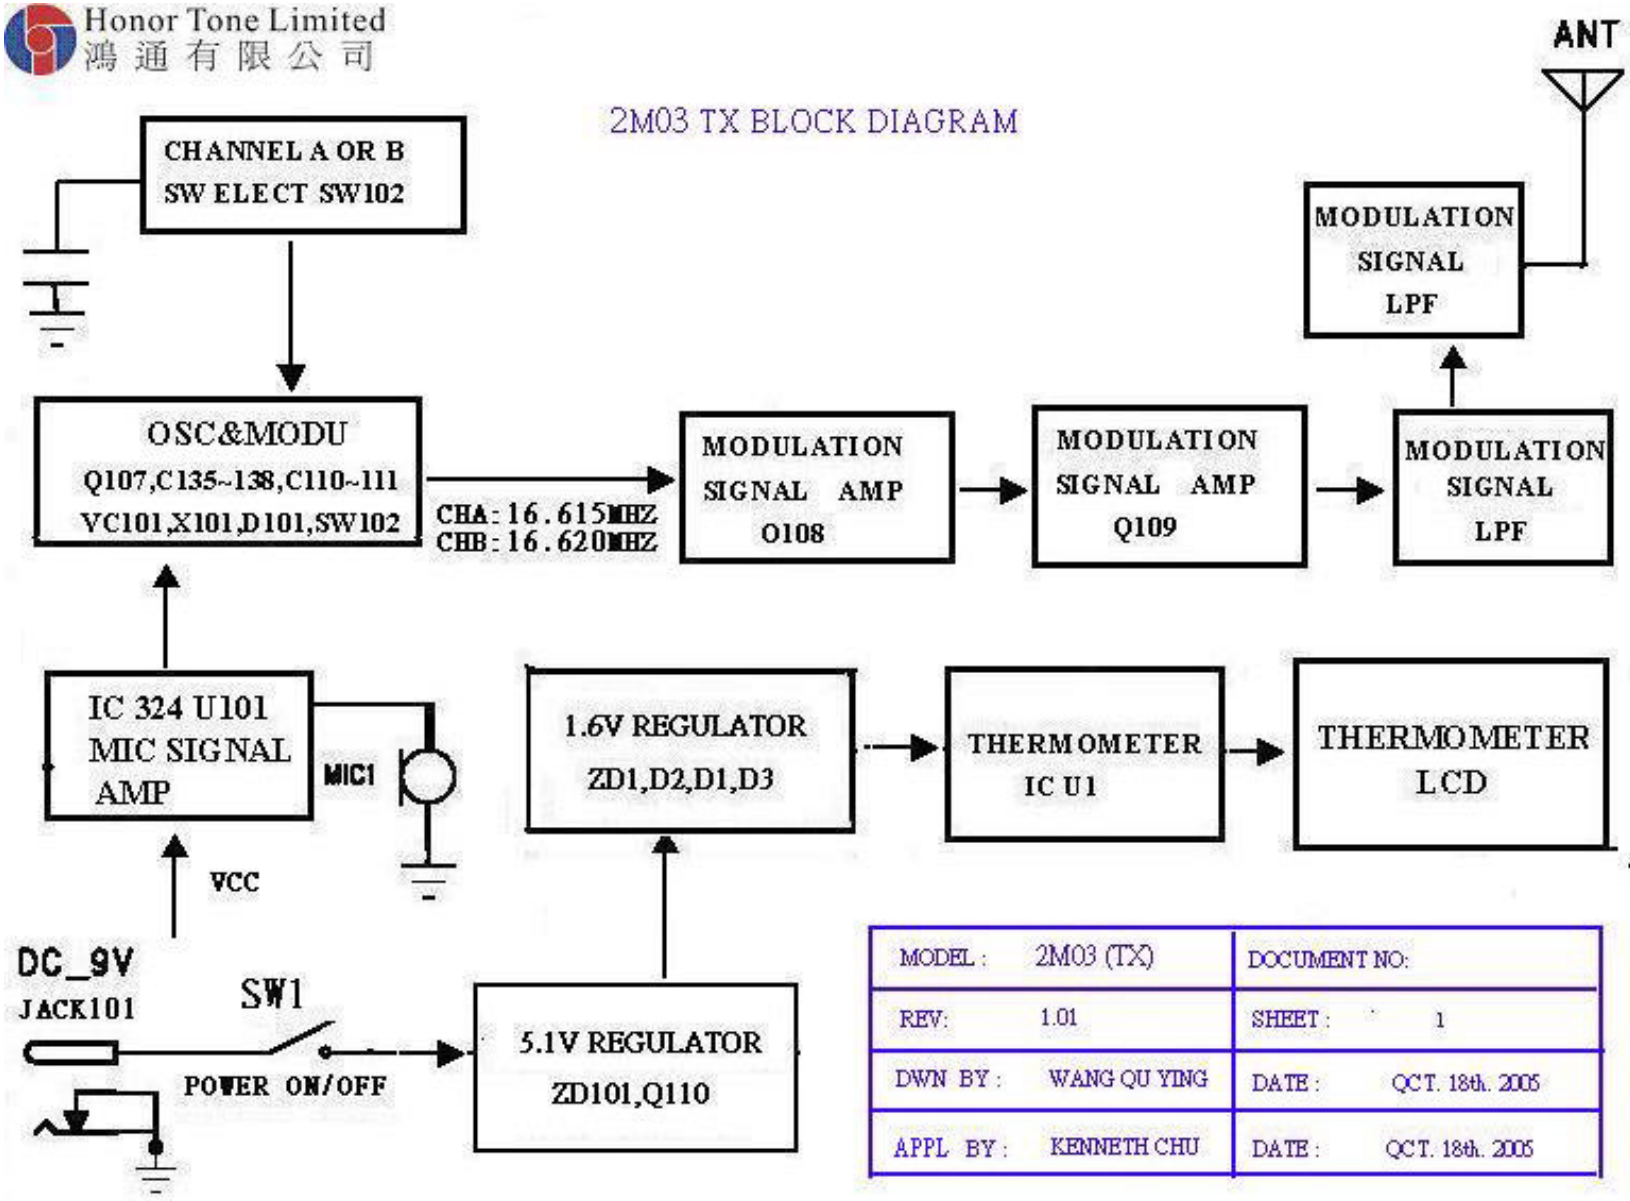 Honor Tone Limited
鴻通有限公司
ANT
2M03 TX BLOCK DIAGRAM
CHANNEL A OR B
SW ELECT SW102
MODULATION
SIGNAL
LPF
OSC&MODU
Q107,C135~138,C110~111
VC101,X101,D101,SW102
CHA:16.615MHZ
CHB:16.620MHZ
MODULATION
SIGNAL AMP
O108
MODULATION
SIGNAL AMP
Q109
MODULATION
SIGNAL
LPF
IC 324 U101
MIC SIGNAL
AMP
MIC1
1.6V REGULATOR
ZD1,D2,D1,D3
THERMOMETER
IC U1
THERMOMETER
LCD
VCC
DC_9V
JACK101
SW1
POWER ON/OFF
5.1V REGULATOR
ZD101,Q110
MODEL : 2M03 (TX) DOCUMENT NO:
REV: 1.01 SHEET : 1
DWN BY : WANG QU YING DATE : QCT. 18th. 2005
APPL BY : KENNETH CHU DATE : QCT. 18th. 2005